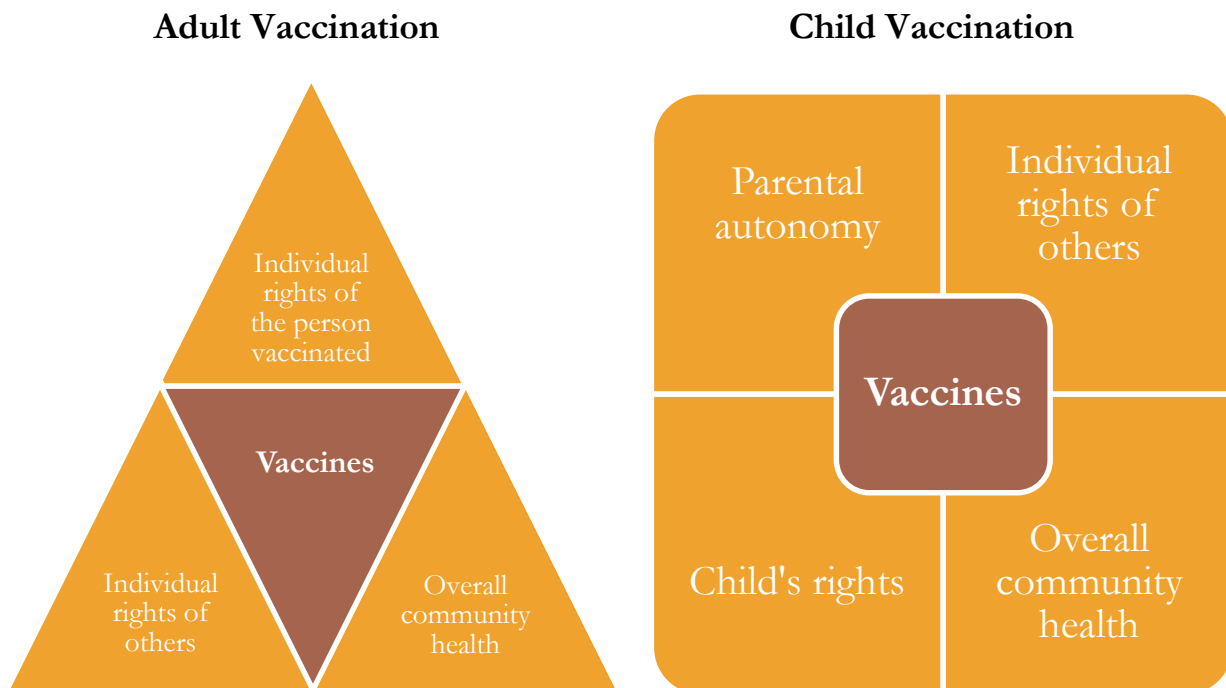 Adult Vaccination
Individual
rights of
the person
vaccinated
Vaccines
Individual
rights of
others
Overall
community
health
Child Vaccination
Parental
autonomy
Individual
rights of
others
Vaccines
Child's rights
Overall
community
health